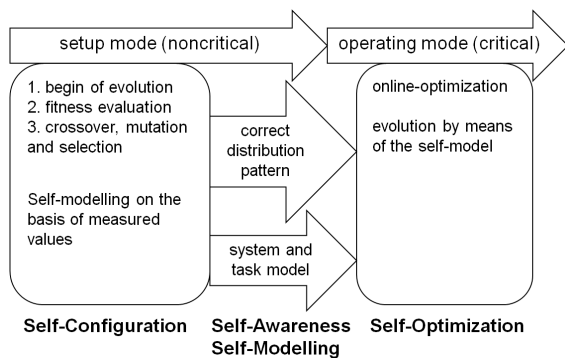 setup mode (noncritical)
operating mode (critical)
1. begin of evolution
2. fitness evaluation
3. crossover, mutation
and selection
Self-modelling on the
basis of measured
values
correct
distribution
pattern
system and
task model
online-optimization
evolution by means
of the self-model
Self-Configuration
Self-Awareness
Self-Modelling
Self-Optimization